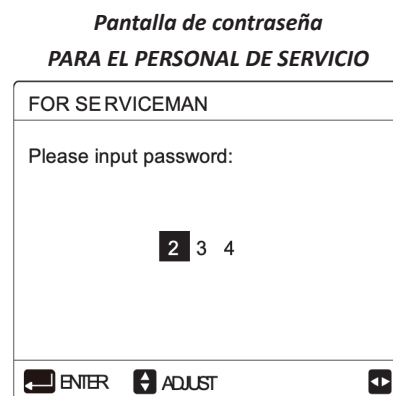 Pantalla de contraseña
PARA EL PERSONAL DE SERVICIO
FOR SERVICEMAN
Please input password:
2 3 4
ENTER ADJUST